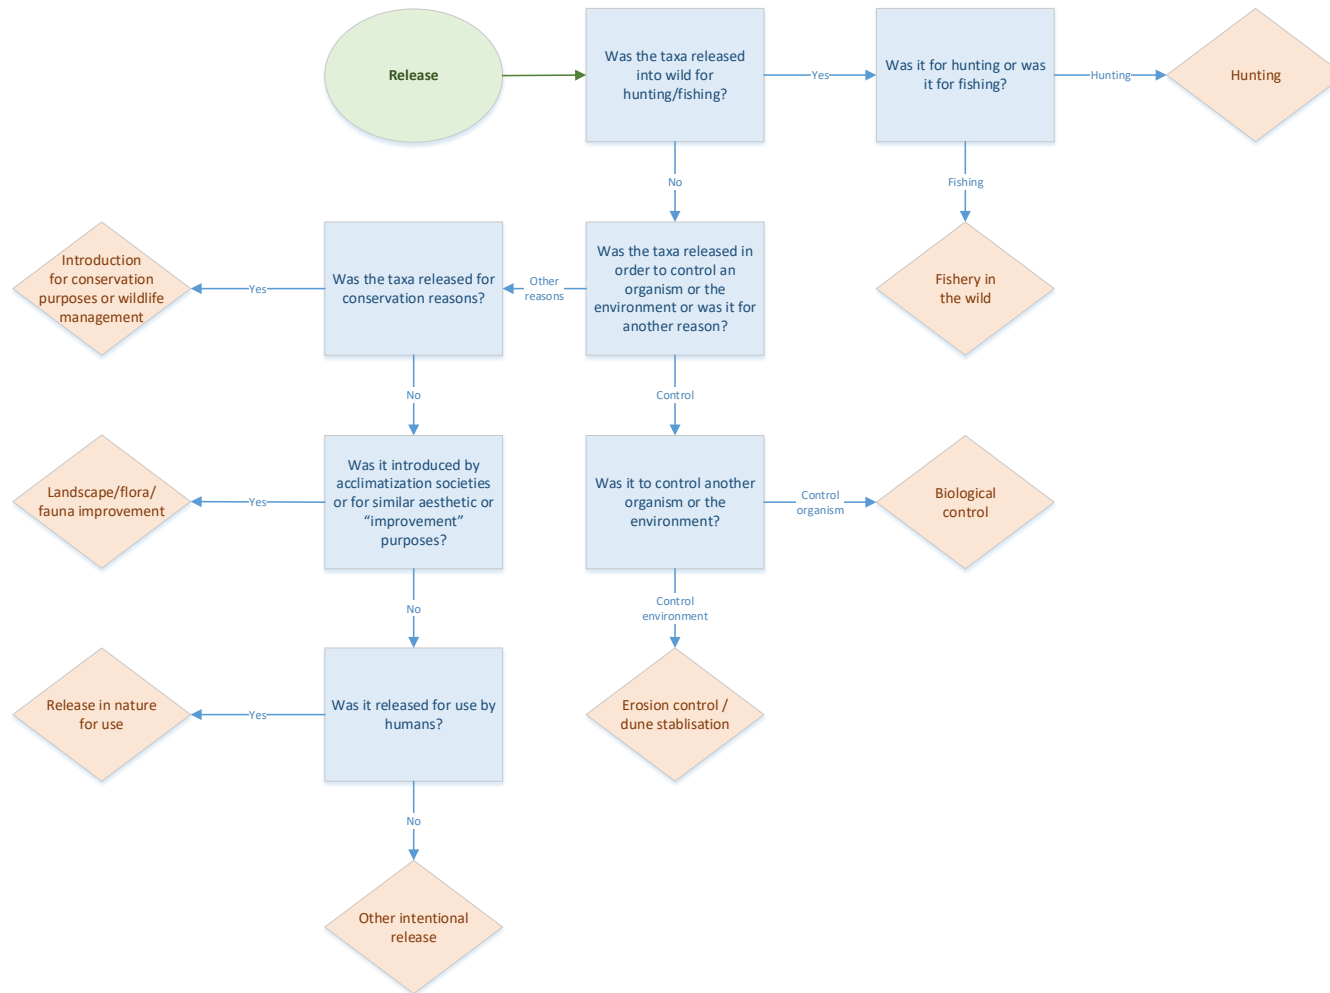 Release
Was the taxa released
into wild for
hunting/fishing?
Yes
Was it for hunting or was
it for fishing?
Hunting
Hunting
No
Fishing
Introduction
for conservation
purposes or wildlife
management
Yes
Was the taxa released for
conservation reasons?
Other
reasons
Was the taxa released in
order to control an
organism or the
environment or was it for
another reason?
Fishery in
the wild
No
Control
Landscape/flora/
fauna improvement
Yes
Was it introduced by
acclimatization societies
or for similar aesthetic or
“improvement”
purposes?
Was it to control another
organism or the
environment?
Control
organism
Biological
control
No
Control
environment
Release in nature
for use
Yes
Was it released for use by
humans?
Erosion control /
dune stablisation
No
Other intentional
release